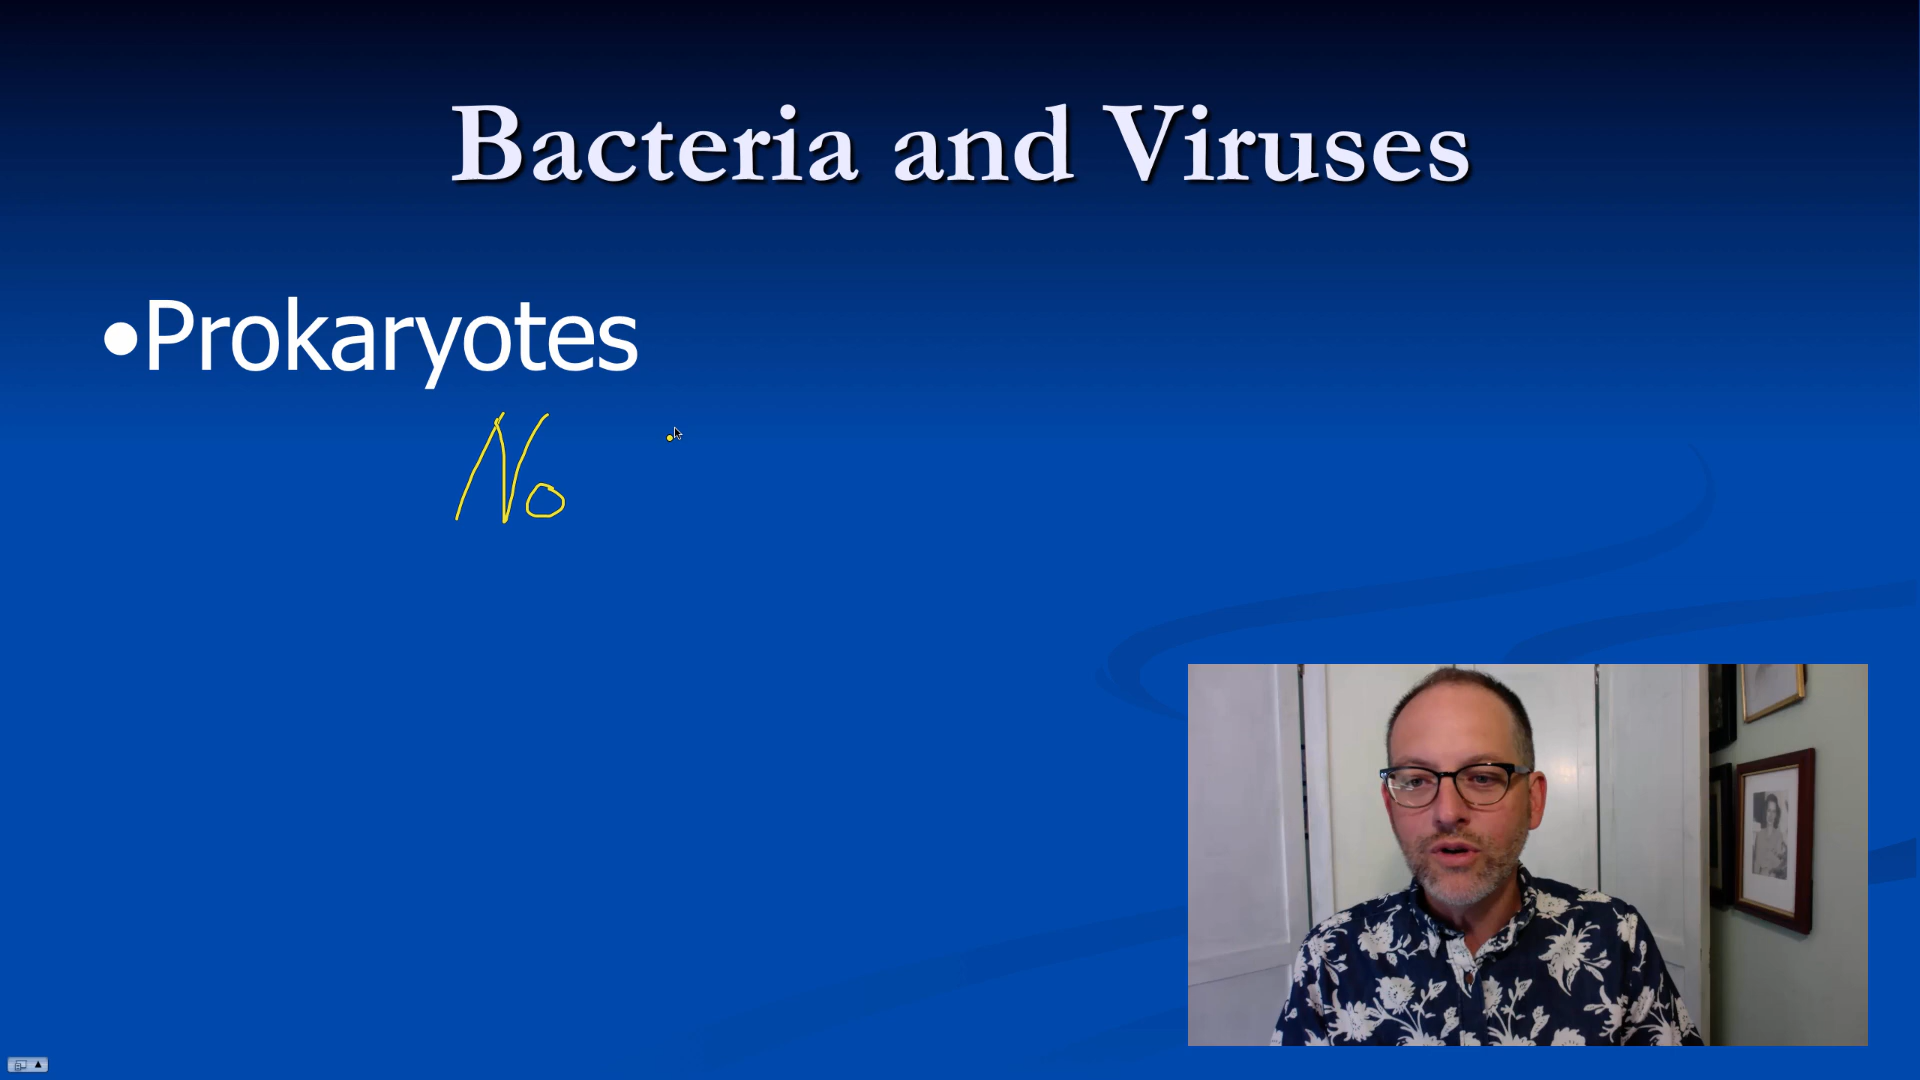 Bacteria and Viruses
•Prokaryotes
No